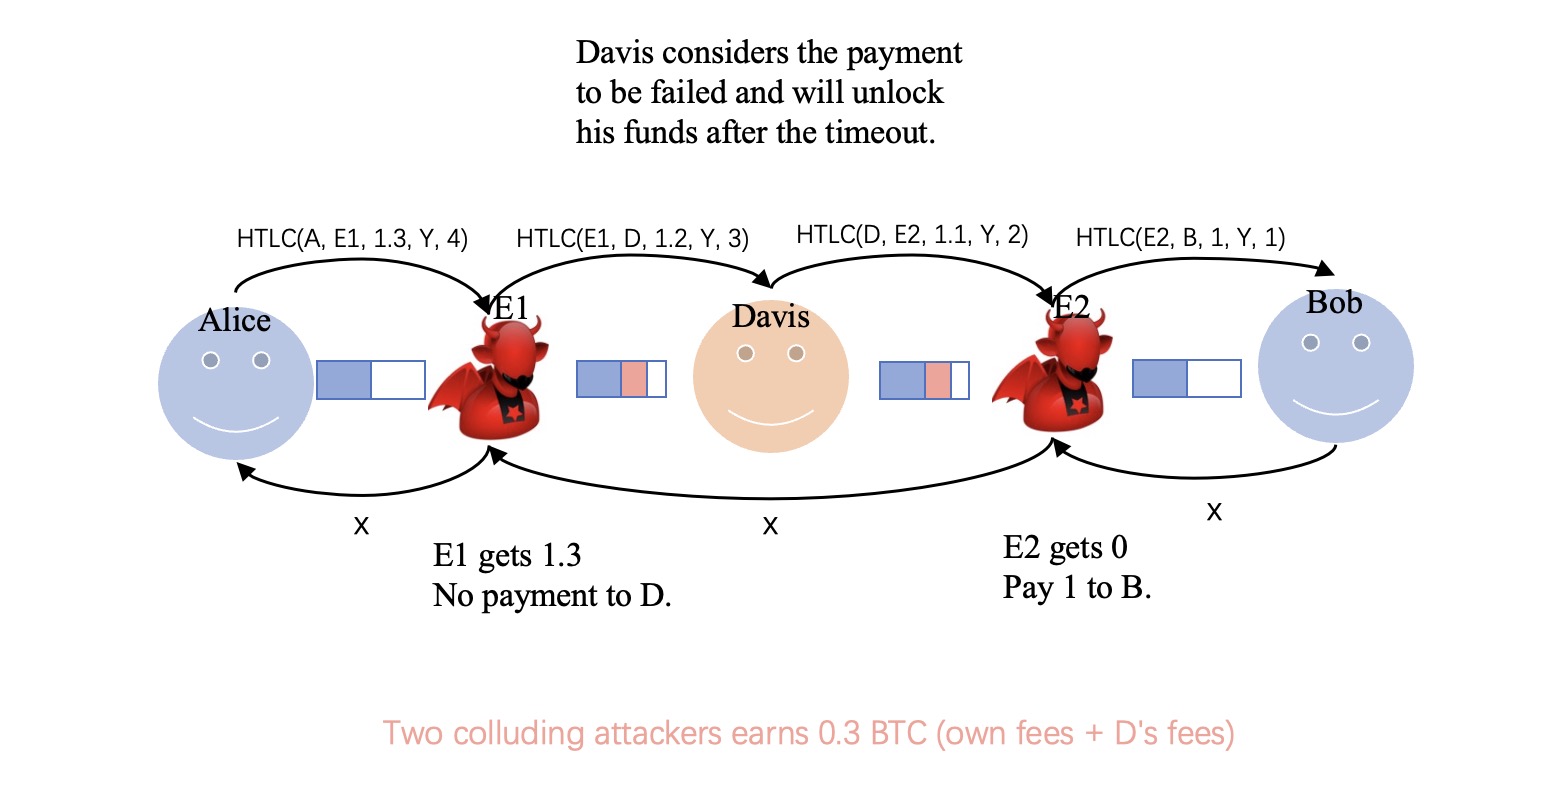 Davis considers the payment
to be failed and will unlock
his funds after the timeout.
HTLC(A, E1, 1.3, Y, 4)
HTLC(E1, D, 1.2, Y, 3)
HTLC(D, E2, 1.1, Y, 2)
HTLC(E2, B, 1, Y, 1)
Alice
E1
Davis
E2
Bob
X
X
X
E1 gets 1.3
No payment to D.
E2 gets 0
Pay 1 to B.
Two colluding attackers earns 0.3 BTC (own fees + D's fees)